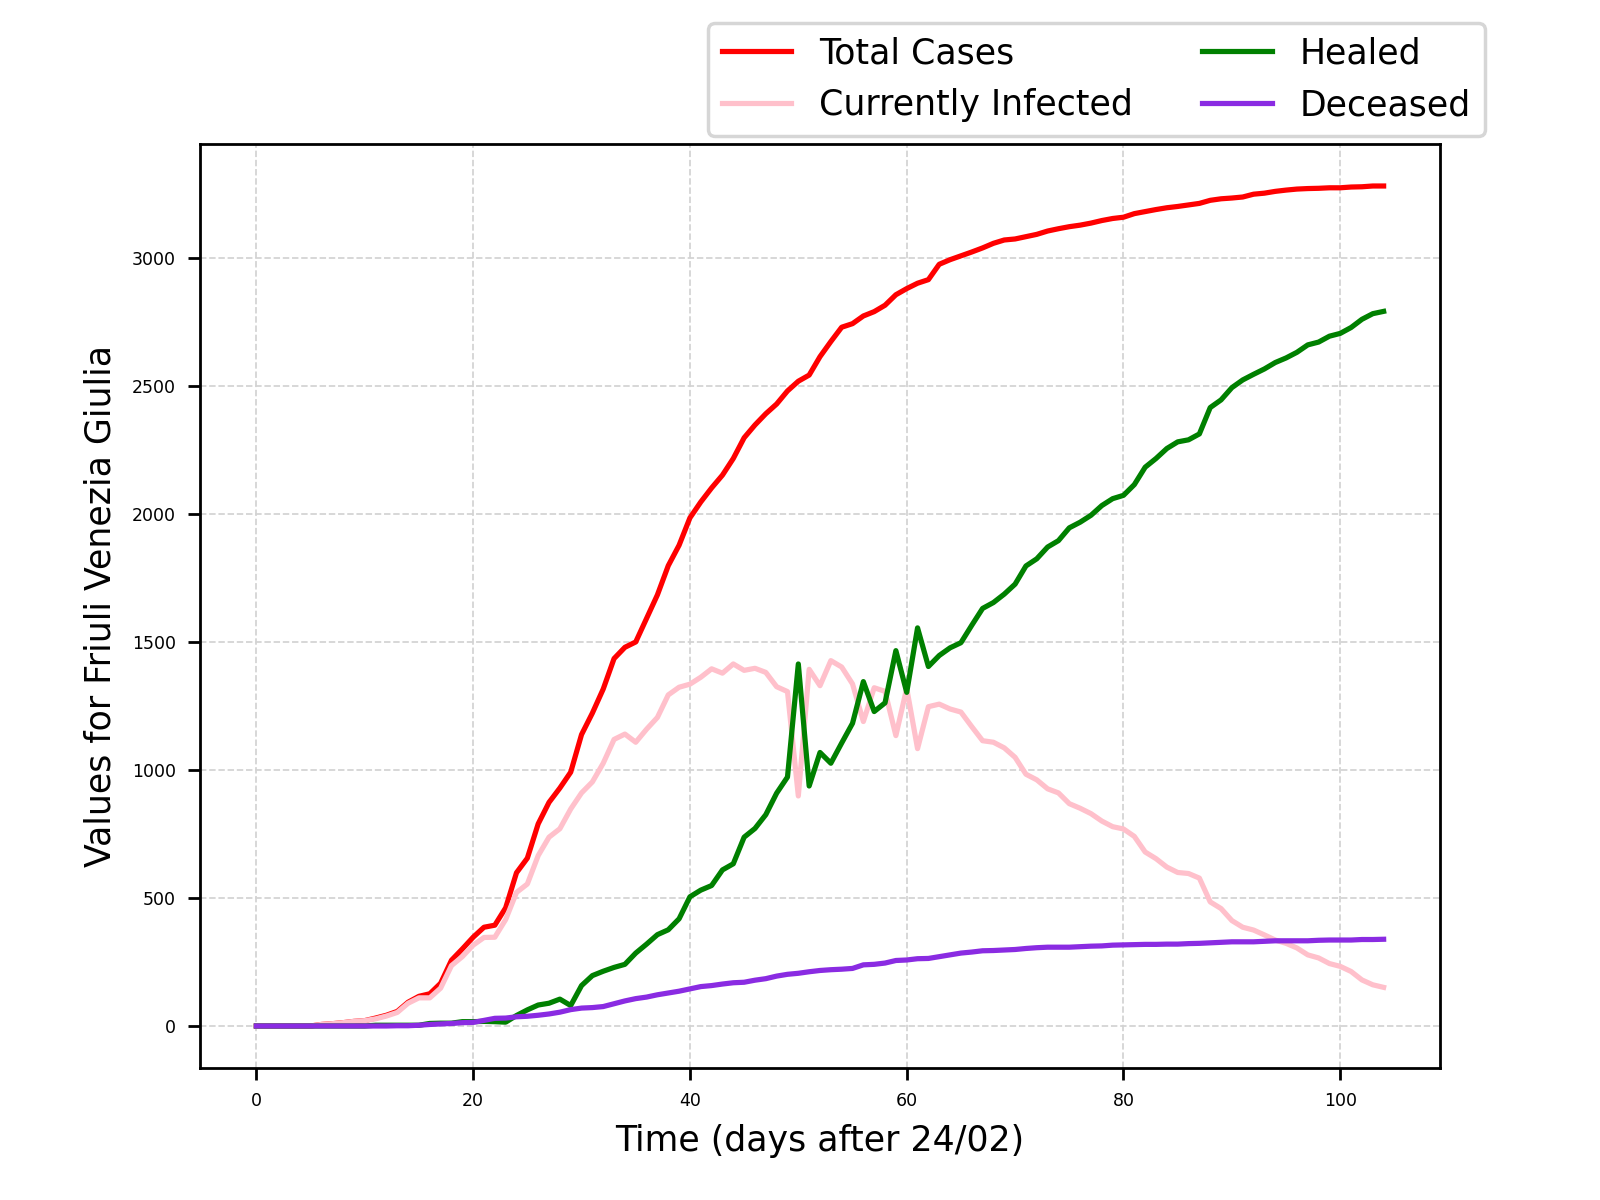 Total Cases
Currently Infected
Healed
Deceased
Values for Friuli Venezia Giulia
3000
2500
2000
1500
1000
500
0
0 20 40 60 80 100
Time (days after 24/02)